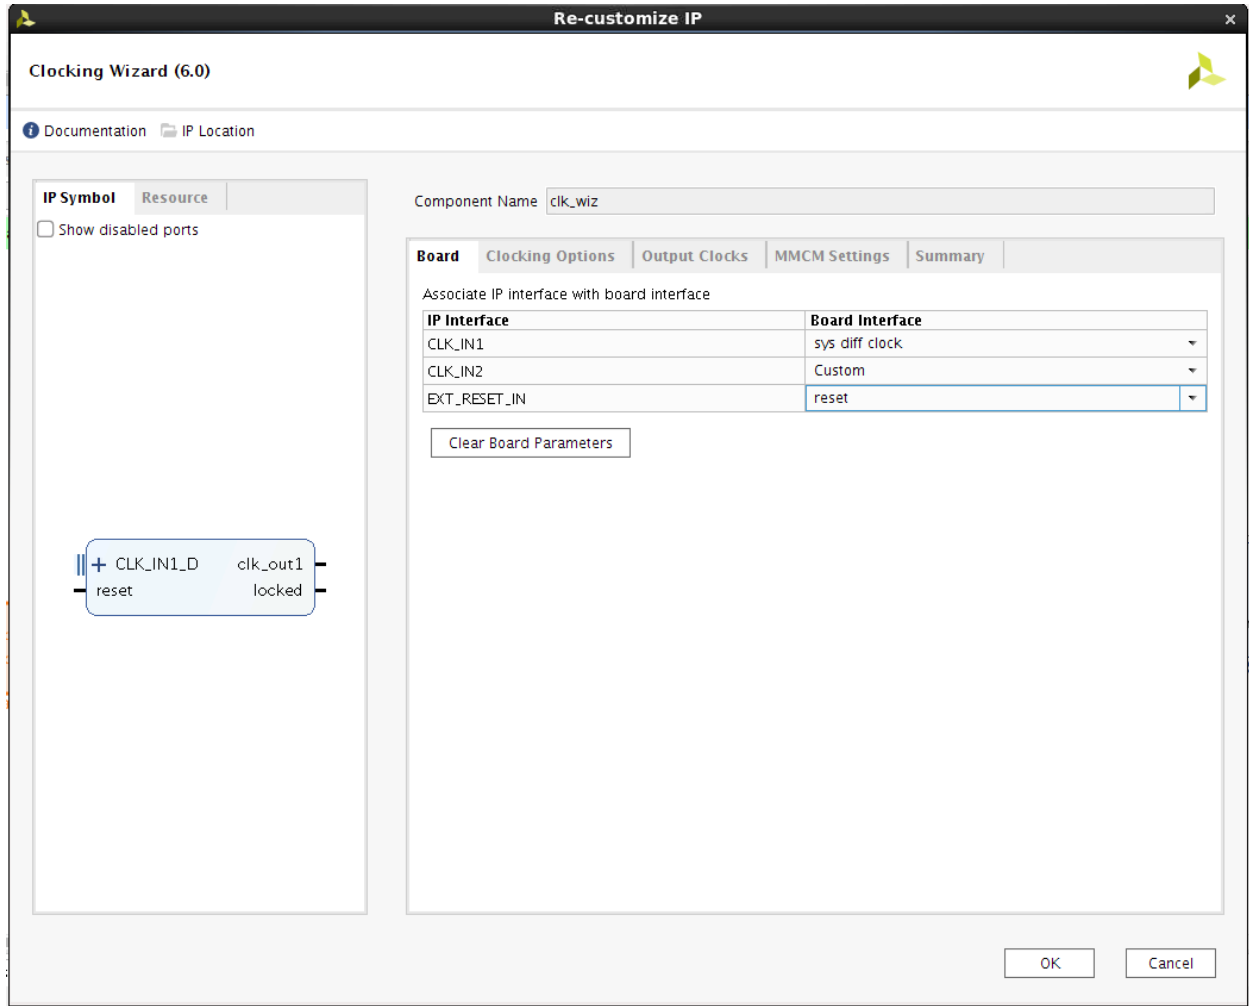 Re-customize IP
Clocking Wizard (6.0)
Documentation IP Location
IP Symbol Resource
Show disabled ports
CLK_IN1_D clk_out1
reset locked
Component Name clk_wiz
Board Clocking Options Output Clocks MMCM Settings Summary
Associate IP interface with board interface
IP Interface Board Interface
CLK_IN1 sys diff clock
CLK_IN2 Custom
EXT_RESET_IN reset
Clear Board Parameters
OK Cancel